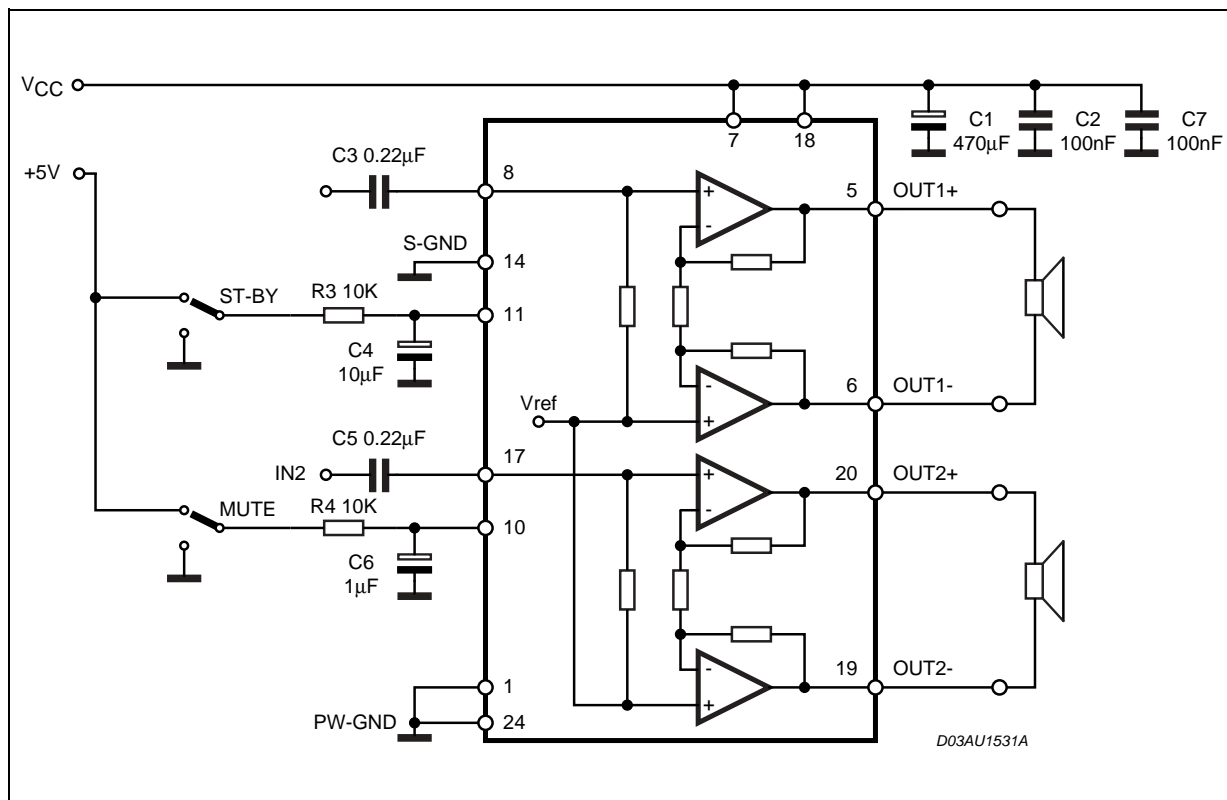 VCC
7
18
C1
470µF
C2
100nF
C7
100nF
+5V
C3 0.22µF
8
5
OUT1+
S-GND
14
ST-BY
R3 10K
11
C4
10µF
6
OUT1-
Vref
C5 0.22µF
IN2
17
20
OUT2+
MUTE
R4 10K
10
C6
1µF
19
OUT2-
1
PW-GND
24
+
-
-
+
+
-
-
+
D03AU1531A